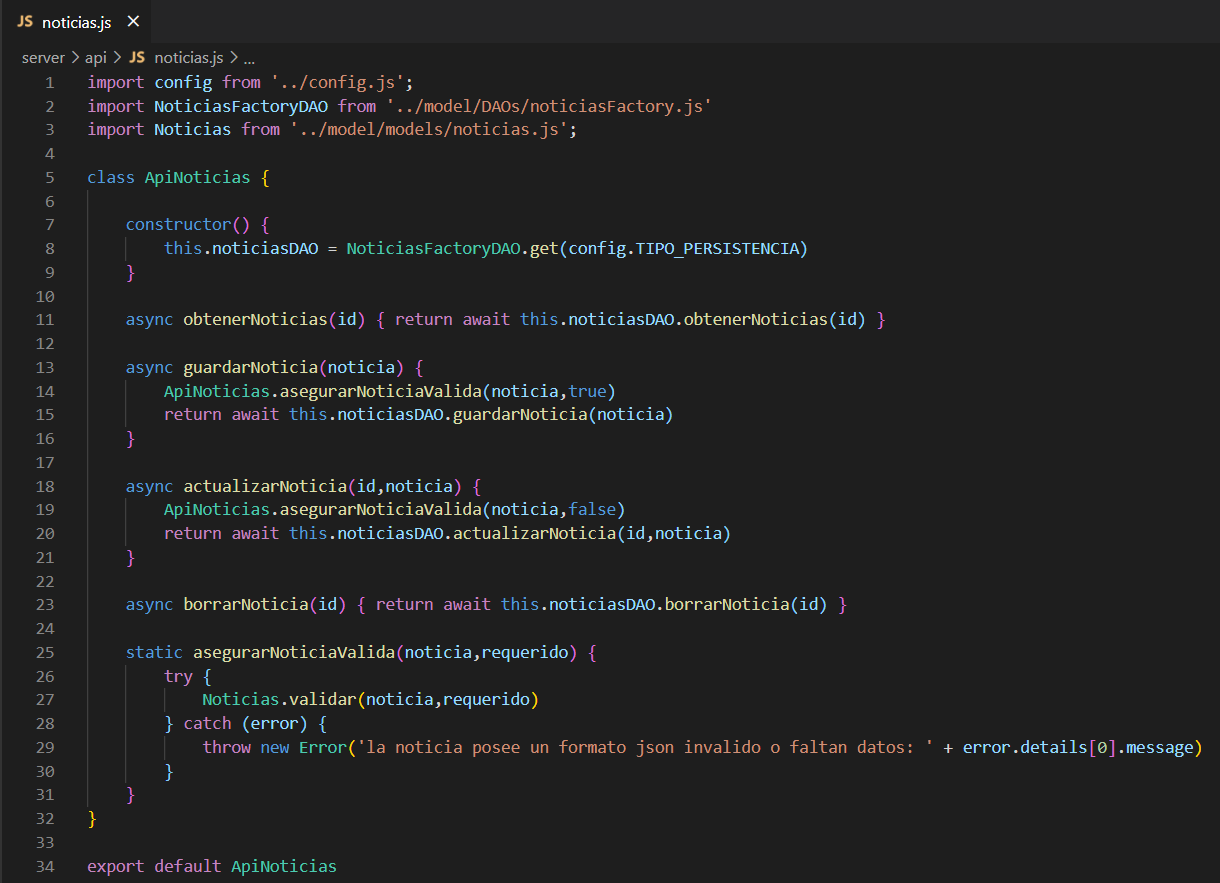 JS noticias.js ×
server > api > JS noticias.js > ...
1 import config from '../config.js';
2 import NoticiasFactoryDAO from '../model/DAOs/noticiasFactory.js'
3 import Noticias from '../model/models/noticias.js';
4
5 class ApiNoticias {
6
7 constructor() {
8 this.noticiasDAO = NoticiasFactoryDAO.get(config.TIPO_PERSISTENCIA)
9 }
10
11 async obtenerNoticias(id) { return await this.noticiasDAO.obtenerNoticias(id) }
12
13 async guardarNoticia(noticia) {
14 ApiNoticias.asegurarNoticiaValida(noticia,true)
15 return await this.noticiasDAO.guardarNoticia(noticia)
16 }
17
18 async actualizarNoticia(id,noticia) {
19 ApiNoticias.asegurarNoticiaValida(noticia,false)
20 return await this.noticiasDAO.actualizarNoticia(id,noticia)
21 }
22
23 async borrarNoticia(id) { return await this.noticiasDAO.borrarNoticia(id) }
24
25 static asegurarNoticiaValida(noticia,requerido) {
26 try {
27 Noticias.validar(noticia,requerido)
28 } catch (error) {
29 throw new Error('la noticia posee un formato json invalido o faltan datos: ' + error.details[0].message)
30 }
31 }
32 }
33
34 export default ApiNoticias